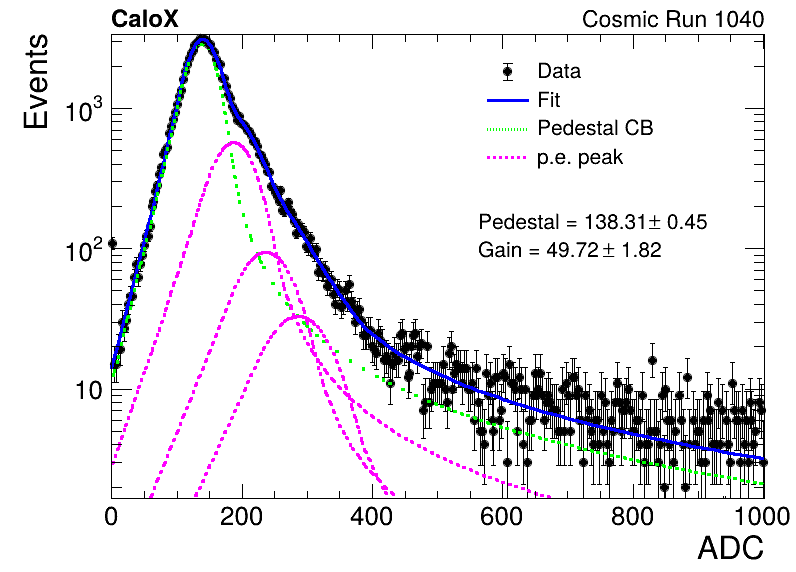 CaloX Cosmic Run 1040
Events
Data
Fit
Pedestal CB
p.e. peak
Pedestal = 138.31± 0.45
Gain = 49.72 ± 1.82
10³
10²
10
0 200 400 600 800 1000
ADC